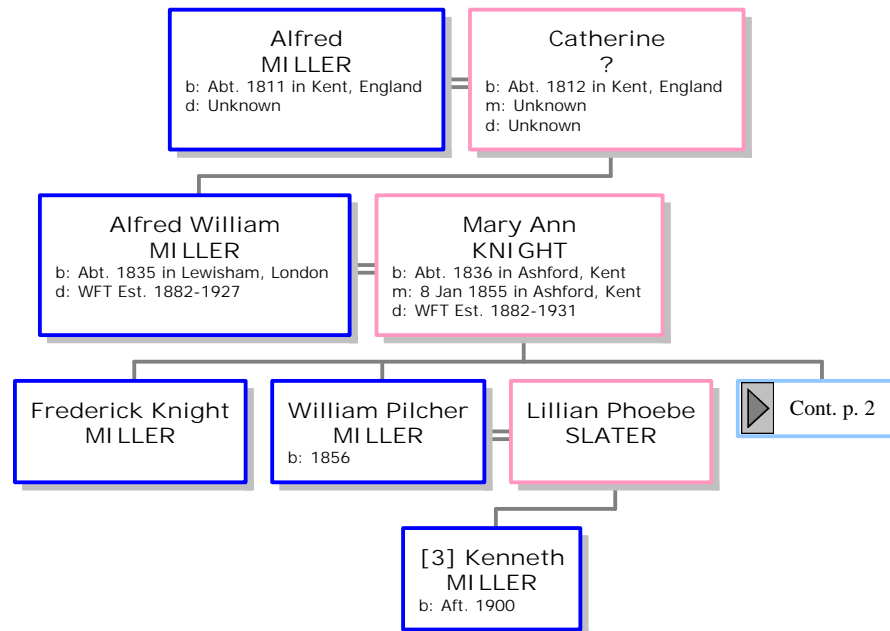 Alfred
MILLER
b: Abt. 1811 in Kent, England
d: Unknown
Catherine
?
b: Abt. 1812 in Kent, England
m: Unknown
d: Unknown
Alfred William
MILLER
b: Abt. 1835 in Lewisham, London
d: WFT Est. 1882-1927
Mary Ann
KNIGHT
b: Abt. 1836 in Ashford, Kent
m: 8 Jan 1855 in Ashford, Kent
d: WFT Est. 1882-1931
Frederick Knight
MILLER
William Pilcher
MILLER
b: 1856
Lillian Phoebe
SLATER
Cont. p. 2
[3] Kenneth
MILLER
b: Aft. 1900